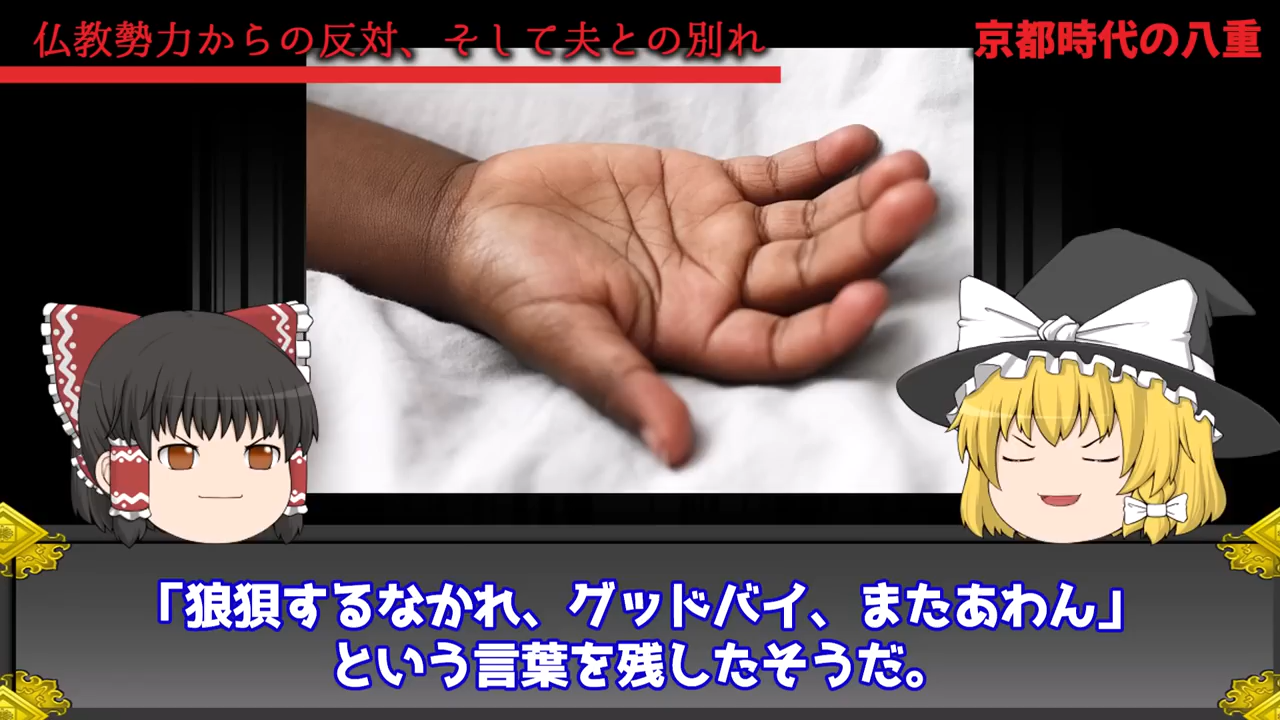 仏教勢力からの反対、そして夫との別れ
京都時代の八重
「狼狽するなかれ、グッドバイ、またあわん」
という言葉を残したそうだ。